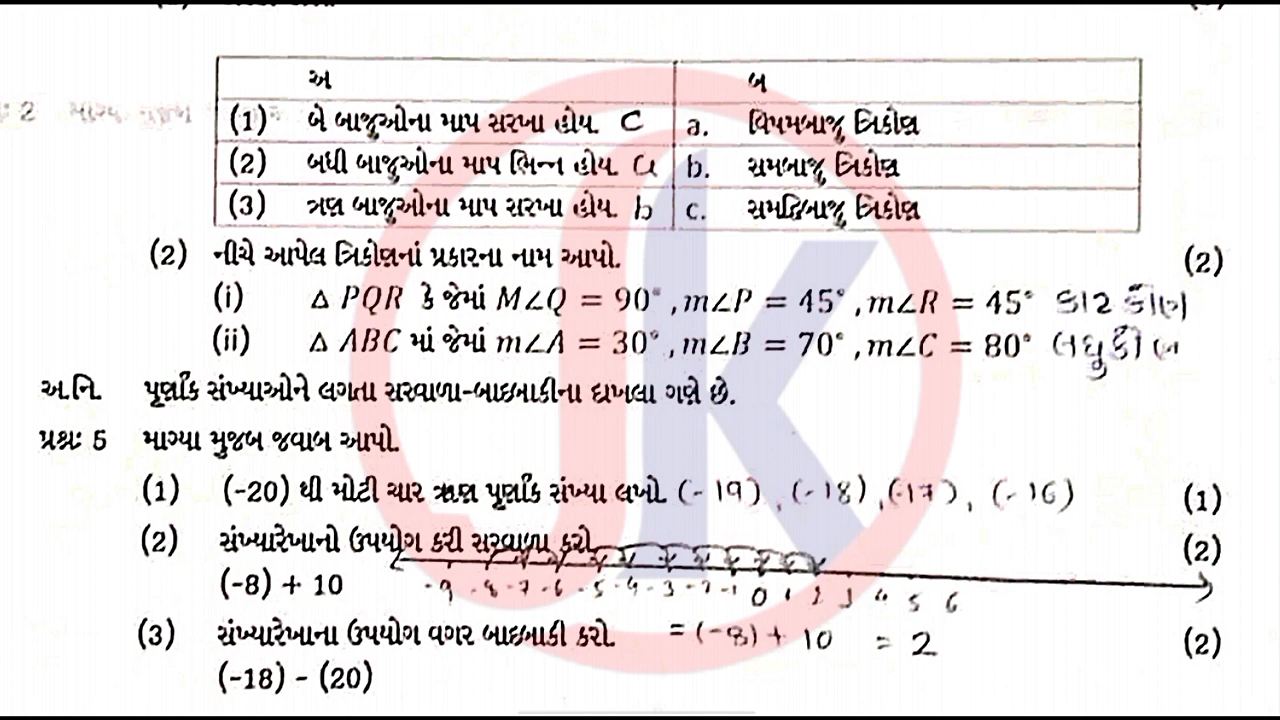 અ બ
(1) બે બાજુઓના માપ સરખા હોય. C a. વિષમબાજુ ત્રિકોણ
(2) બધી બાજુઓના માપ ભિન્ન હોય. a b. સમબાજુ ત્રિકોણ
(3) ત્રણ બાજુઓના માપ સરખા હોય. b c. સમદ્વિબાજુ ત્રિકોણ
(2) નીચે આપેલ ત્રિકોણનાં પ્રકારના નામ આપો. (2)
(i) △ PQR કે જેમાં M∠Q = 90°, m∠P = 45°, m∠R = 45° કાટકોણ
(ii) △ ABC માં જેમાં m∠A = 30°, m∠B = 70°, m∠C = 80° લઘુકોણ
અ.નિ. પૂર્ણાંક સંખ્યાઓને લગતા સરવાળા-બાદબાકીના દાખલા ગણે છે.
પ્રશ્ન: 5 માગ્યા મુજબ જવાબ આપો.
(1) (-20) થી મોટી ચાર ઋણ પૂર્ણાંક સંખ્યા લખો. (-19), (-18), (-17), (-16) (1)
(2) સંખ્યારેખાનો ઉપયોગ કરી સરવાળા કરો. (2)
(-8) + 10 -9 -8 -7 -6 -5 -4 -3 -2 -1 0 1 2 3 4 5 6
(3) સંખ્યારેખાના ઉપયોગ વગર બાદબાકી કરો. = (-8) + 10 = 2 (2)
(-18) - (20)